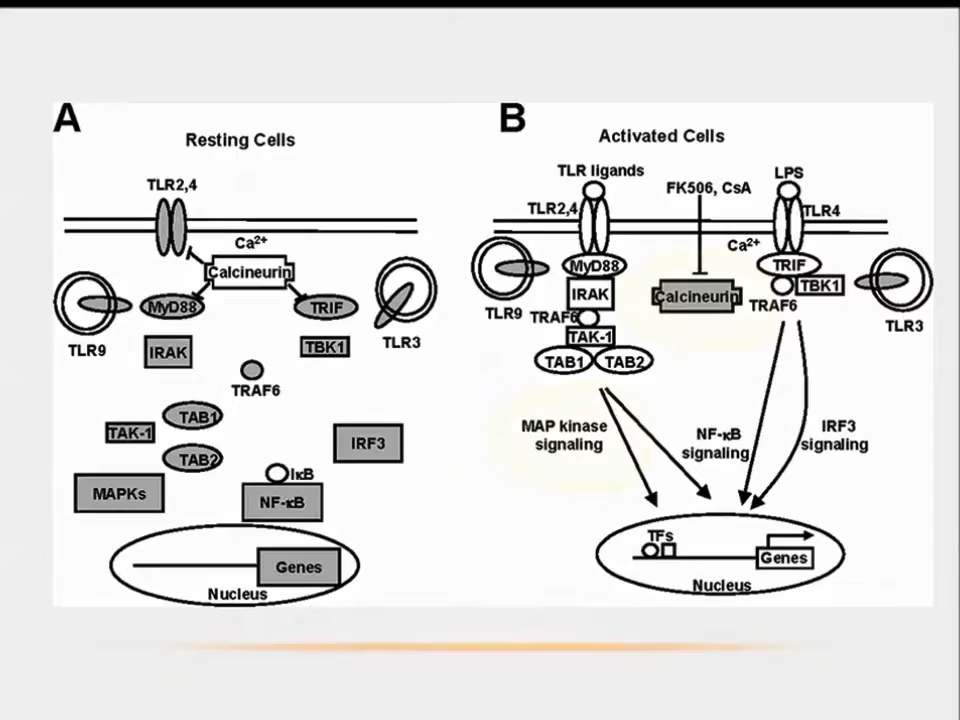 A
Resting Cells
TLR2,4
Ca2+
Calcineurin
TLR9
MyD88
TRIF
TLR3
IRAK
TBK1
TRAF6
TAB1
TAK-1
TAB2
IRF3
MAPKs
IκB
NF-κB
Genes
Nucleus
B
Activated Cells
TLR ligands
FK506, CsA
LPS
TLR2,4
TLR4
Ca2+
MyD88
TRIF
IRAK
Calcineurin
TBK1
TRAF6
TLR9
TRAF6
TLR3
TAK-1
TAB1
TAB2
MAP kinase
signaling
NF-κB
signaling
IRF3
signaling
TFs
Genes
Nucleus